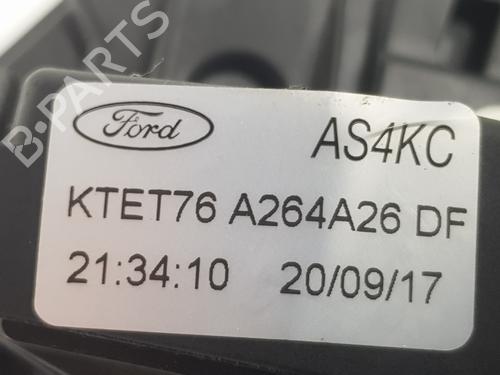 B-PARTS
Ford AS4KC
KTET76 A264A26 DF
21:34:10 20/09/17